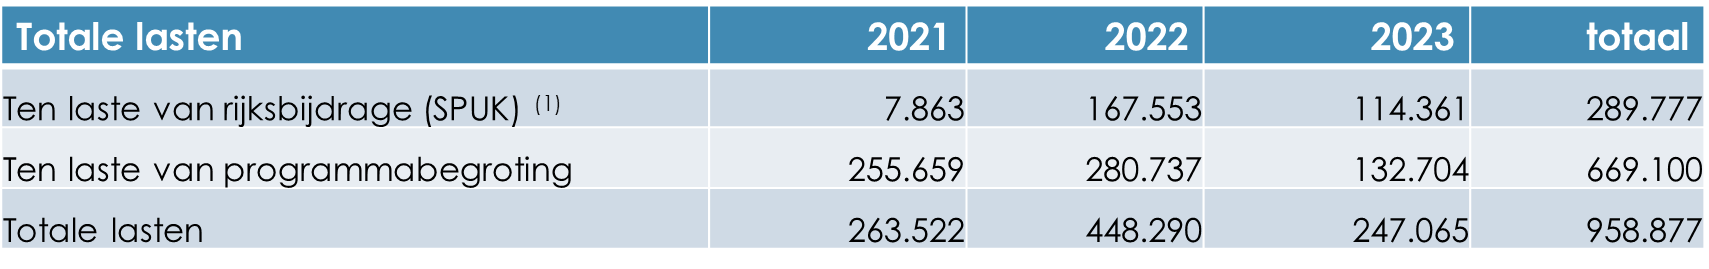 Totale lasten 2021 2022 2023 totaal
Ten laste van rijksbijdrage (SPUK) (1) 7.863 167.553 114.361 289.777
Ten laste van programmabegroting 255.659 280.737 132.704 669.100
Totale lasten 263.522 448.290 247.065 958.877